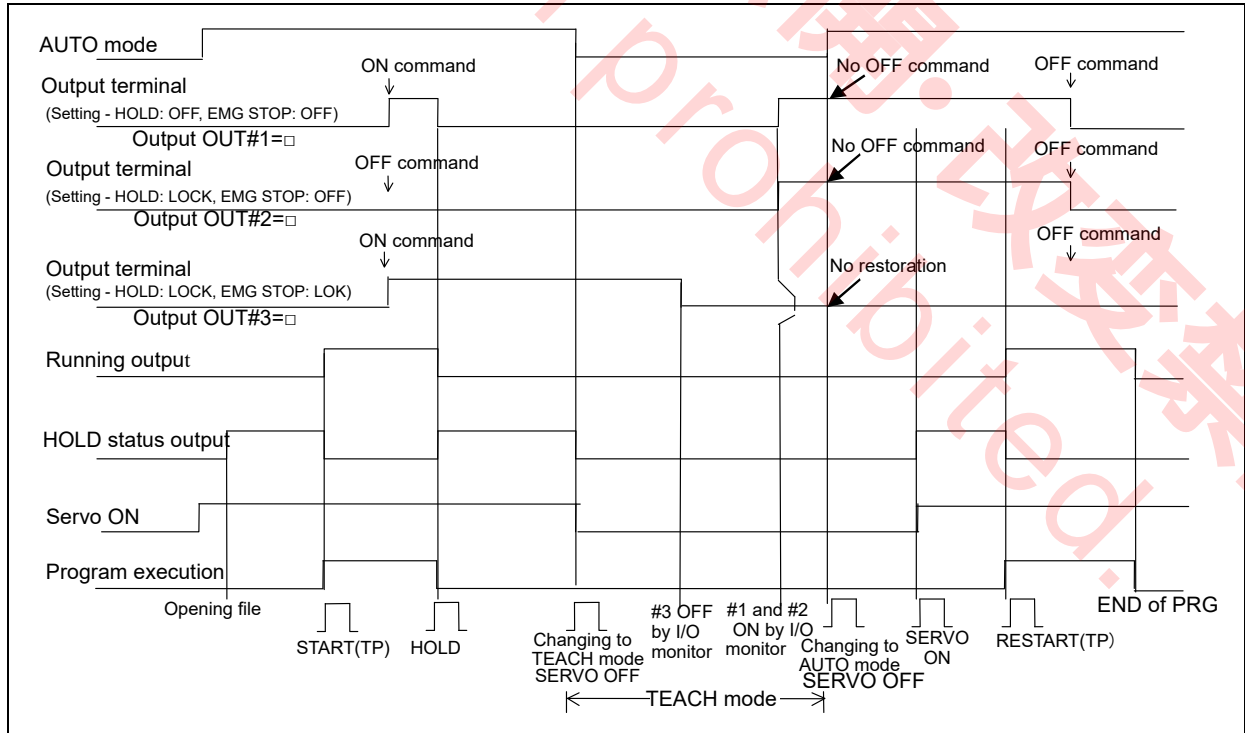 AUTO mode
ON command
No OFF command
OFF command
Output terminal
(Setting - HOLD: OFF, EMG STOP: OFF)
Output OUT#1=□
No OFF command
OFF command
OFF command
Output terminal
(Setting - HOLD: LOCK, EMG STOP: OFF)
Output OUT#2=□
ON command
OFF command
Output terminal
No restoration
(Setting - HOLD: LOCK, EMG STOP: LOK)
Output OUT#3=□
Running output
HOLD status output
Servo ON
Program execution
Opening file
START(TP)
HOLD
Changing to
TEACH mode
SERVO OFF
#3 OFF
by I/O
monitor
#1 and #2
ON by I/O
monitor
Changing to
AUTO mode
SERVO OFF
SERVO
ON
RESTART(TP)
END of PRG
TEACH mode
開・改変禁
prohibited.